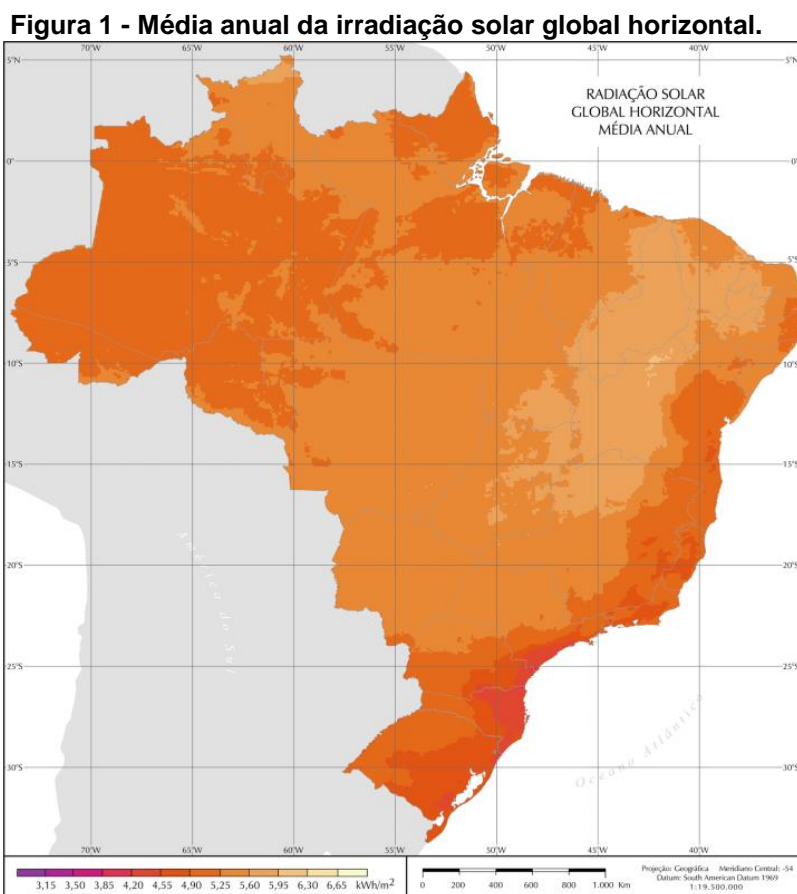 Figura 1 - Média anual da irradiação solar global horizontal.
70°W 65°W 60°W 55°W 50°W 45°W 40°W
5°N 5°N
RADIAÇÃO SOLAR
GLOBAL HORIZONTAL
MÉDIA ANUAL
0° 0°
5°S 5°S
10°S 10°S
15°S 15°S
América do Sul
20°S 20°S
25°S 25°S
Oceano Atlântico
30°S 30°S
70°W 65°W 60°W 55°W 50°W 45°W 40°W
3,15 3,50 3,85 4,20 4,55 4,90 5,25 5,60 5,95 6,30 6,65 kWh/m²
0 200 400 600 800 1.000 Km
Projeção: Geográfica Meridiano Central: -54
Datum: South American Datum 1969
1:19.500.000